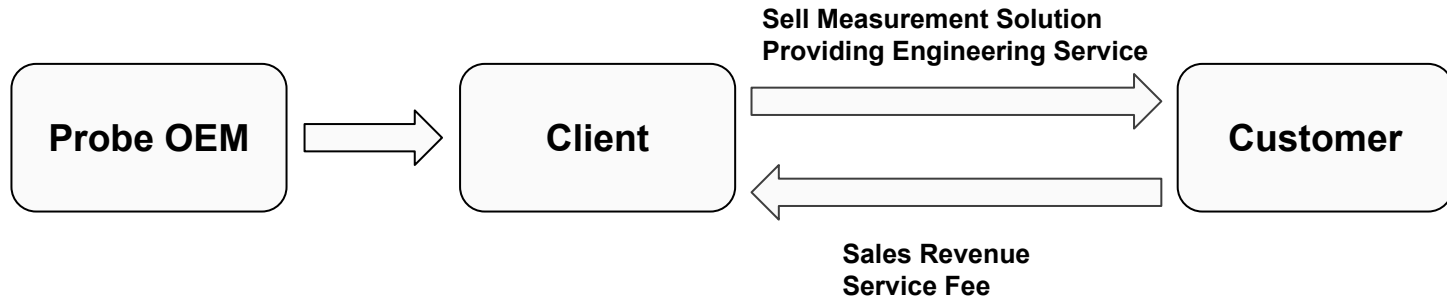 Sell Measurement Solution
Providing Engineering Service
Probe OEM
Client
Customer
Sales Revenue
Service Fee